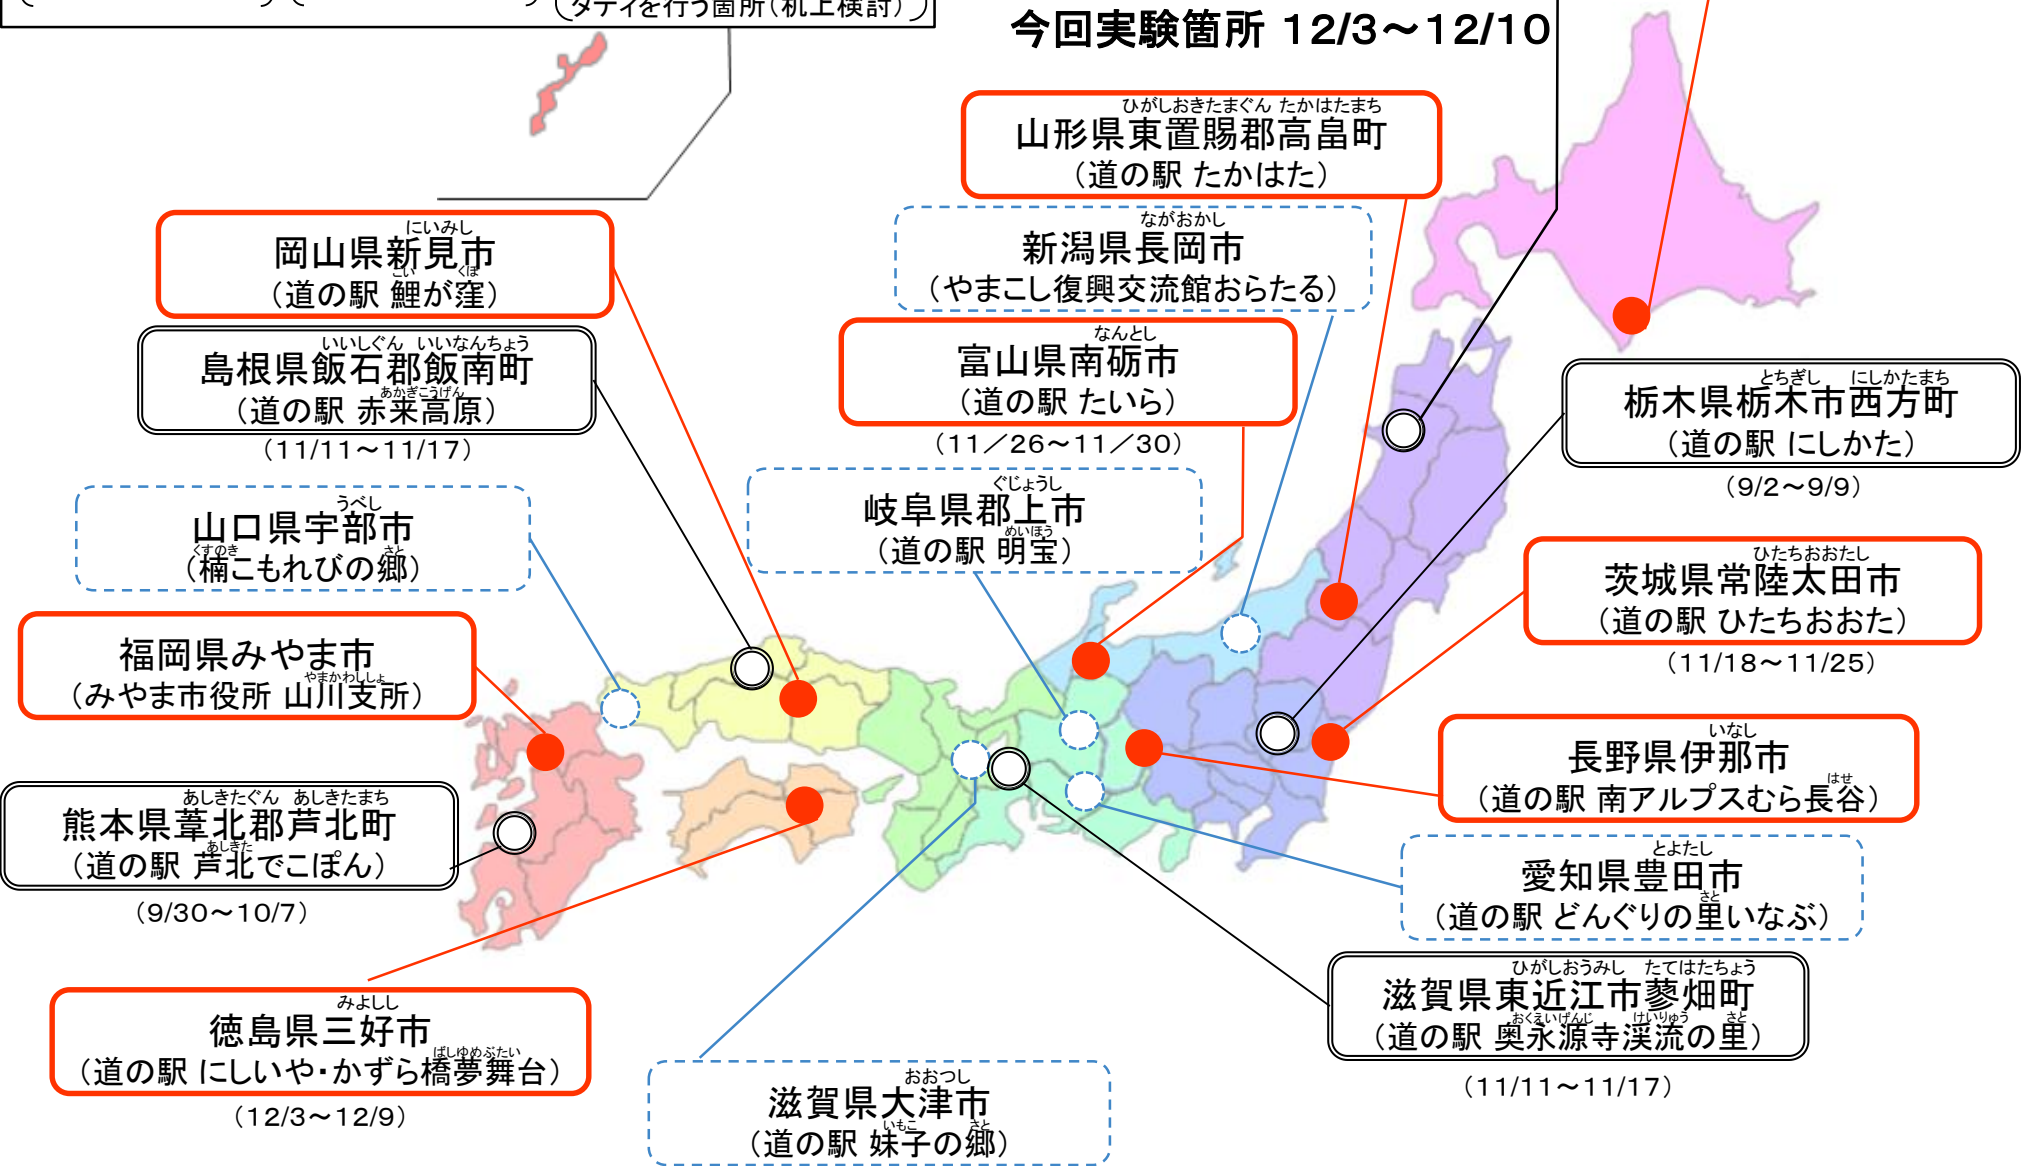 タディを行う箇所(机上検討)
今回実験箇所 12/3～12/10
ひがしおきたまぐん たかはたまち
山形県東置賜郡高畠町
(道の駅 たかはた)
ながおかし
新潟県長岡市
(やまこし復興交流館おらたる)
にいみし
岡山県新見市
こい くぼ
(道の駅 鯉が窪)
いいしぐん いいなんちょう
島根県飯石郡飯南町
あかぎこうげん
(道の駅 赤来高原)
(11/11～11/17)
なんとし
富山県南砺市
(道の駅 たいら)
(11／26～11／30)
とちぎし にしかたまち
栃木県栃木市西方町
(道の駅 にしかた)
(9/2～9/9)
うべし
山口県宇部市
くすのき さと
(楠こもれびの郷)
ぐじょうし
岐阜県郡上市
めいほう
(道の駅 明宝)
ひたちおおたし
茨城県常陸太田市
(道の駅 ひたちおおた)
(11/18～11/25)
福岡県みやま市
やまかわししょ
(みやま市役所 山川支所)
いなし
長野県伊那市
はせ
(道の駅 南アルプスむら長谷)
あしきたぐん あしきたまち
熊本県葦北郡芦北町
あしきた
(道の駅 芦北でこぽん)
(9/30～10/7)
とよたし
愛知県豊田市
さと
(道の駅 どんぐりの里いなぶ)
ひがしおうみし たてはたちょう
滋賀県東近江市蓼畑町
おくえいげんじ けいりゅう さと
(道の駅 奥永源寺渓流の里)
(11/11～11/17)
みよしし
徳島県三好市
ばしゆめぶたい
(道の駅 にしいや・かずら橋夢舞台)
(12/3～12/9)
おおつし
滋賀県大津市
いもこ さと
(道の駅 妹子の郷)